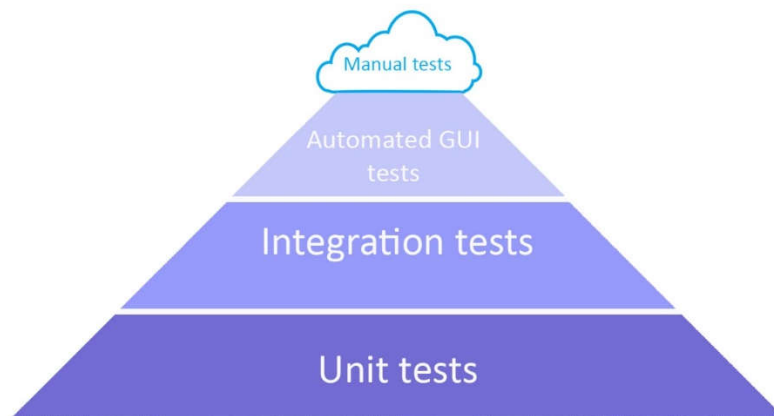 Manual tests
Automated GUI
tests
Integration tests
Unit tests